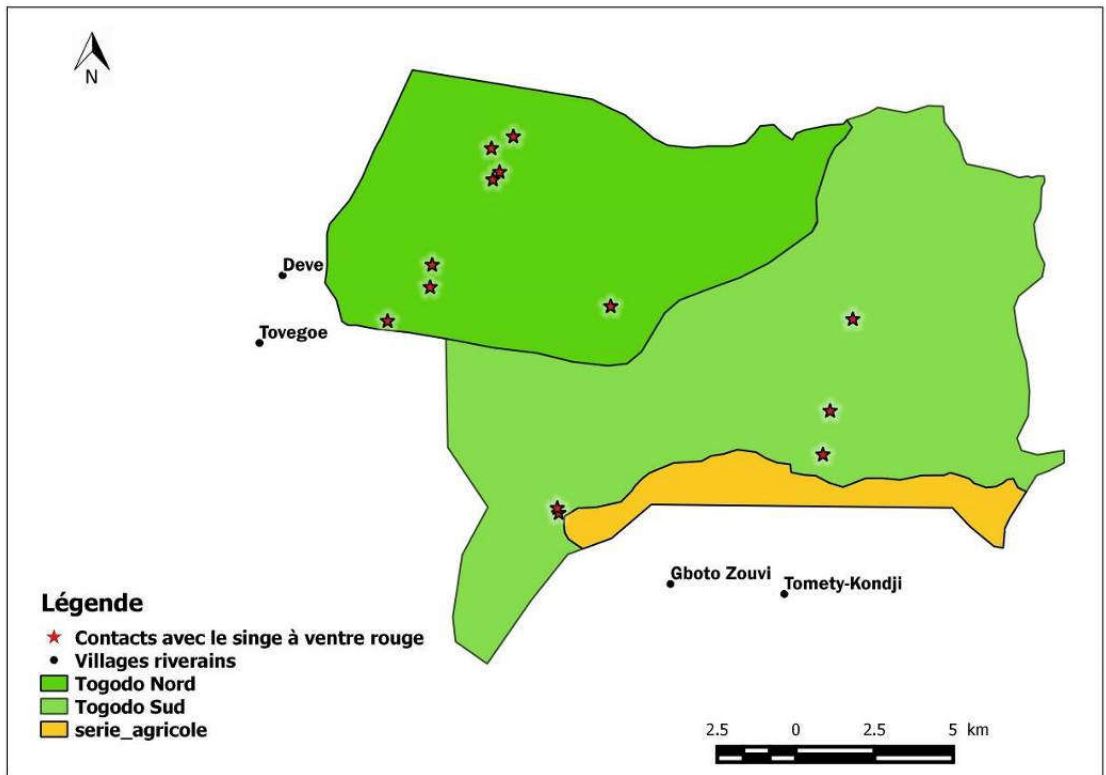 N
Deve
Tovegoe
Gboto Zouvi
Tomety-Kondji
Légende
Contacts avec le singe à ventre rouge
Villages riverains
Togodo Nord
Togodo Sud
serie_agricole
2.5 0 2.5 5 km